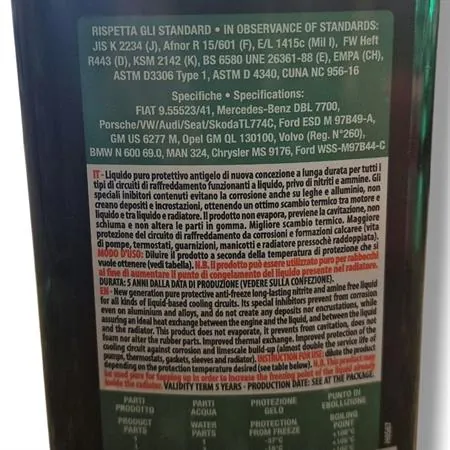 RISPETTA GLI STANDARD • IN OBSERVANCE OF STANDARDS:
JIS K 2234 (J), Afnor R 15/601 (F), E/L 1415c (Mil I), FW Heft
R443 (D), KSM 2142 (K), BS 6580 UNE 26361-88 (E), EMPA (CH),
ASTM D3306 Type 1, ASTM D 4340, CUNA NC 956-16
Specifiche • Specifications:
FIAT 9.55523/41, Mercedes-Benz DBL 7700,
Porsche/VW/Audi/Seat/SkodaTL774C, Ford ESD M 97B49-A,
GM US 6277 M, Opel GM QL 130100, Volvo (Reg. N°260),
BMW N 600 69.0, MAN 324, Chrysler MS 9176, Ford WSS-M97B44-C
IT - Liquido puro protettivo antigelo di nuova concezione a lunga durata per tutti i
tipi di circuiti di raffreddamento funzionanti a liquido, privo di nitriti e ammine. Gli
speciali inibitori contenuti evitano la corrosione anche su leghe e alluminio, non
creano depositi e incrostazioni, ottenendo un ottimo scambio termico tra motore e
liquido e tra liquido e radiatore. Il prodotto non evapora, previene la cavitazione, non
schiuma e non altera le parti in gomma. Migliore scambio termico. Maggiore
protezione del circuito di raffreddamento da corrosioni e formazioni calcaree (vita
di pompe, termostati, guarnizioni, manicotti e radiatore pressochè raddoppiata).
MODO D'USO: Diluire il prodotto a seconda della temperatura di protezione che si
vuole ottenere (vedi tabella). N.B. Il prodotto può essere utilizzato puro per rabbocchi
al fine di aumentare il punto di congelamento del liquido presente nel radiatore.
DURATA: 5 ANNI DALLA DATA DI PRODUZIONE (VEDERE SULLA CONFEZIONE).
EN - New generation pure protective anti-freeze long-lasting nitrite and amine free liquid
for all kinds of liquid-based cooling circuits. Its special inhibitors prevent corrosion
even on aluminium and alloys, and do not create any deposits nor encrustations, while
assuring an ideal heat exchange between the engine and the liquid, and between the liquid
and the radiator. This product does not evaporate, it prevents from cavitation, does not
foam nor alter the rubber parts. Improved thermal exchange. Improved protection of the
cooling circuit against corrosion and limescale build-up (almost double the service life of
pumps, thermostats, gaskets, sleeves and radiator). INSTRUCTION FOR USE: dilute the product
depending on the protection temperature desired (see table below). N.B. This product may
be used pure for topping up in order to increase the freezing point of the liquid already
inside the radiator.
VALIDITY TERM 5 YEARS - PRODUCTION DATE: SEE AT THE PACKAGE.
PARTI PRODOTTO PARTI ACQUA PROTEZIONE GELO PUNTO DI EBOLLIZIONE
PRODUCT PARTS WATER PARTS PROTECTION FROM FREEZE BOILING POINT
1 1 -37°C +108°C